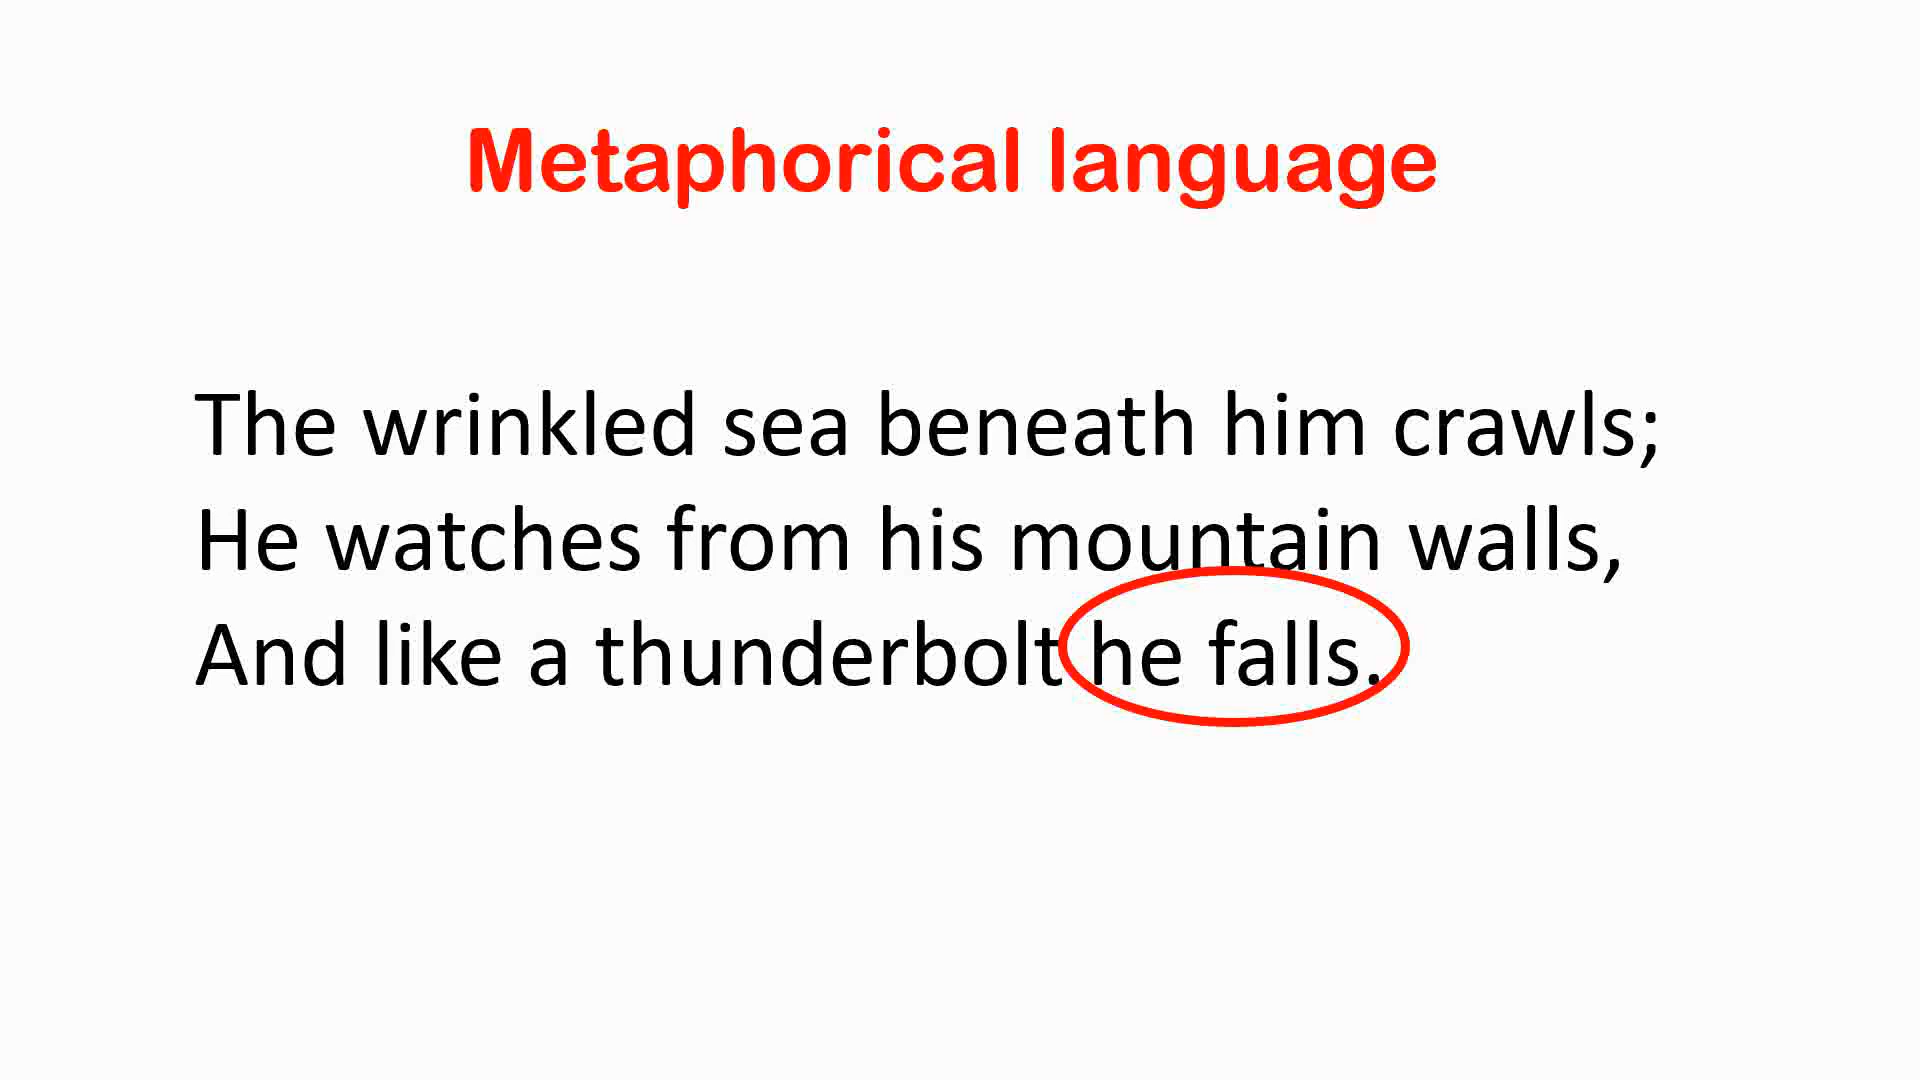 Metaphorical language
The wrinkled sea beneath him crawls;
He watches from his mountain walls,
And like a thunderbolt he falls.